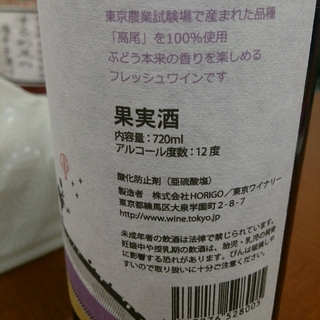 東京農業試験場で産まれた品種
「高尾」を100%使用
ぶどう本来の香りを楽しめる
フレッシュワインです
果実酒
内容量:720ml
アルコール度数:12度
酸化防止剤（亜硫酸塩）
製造者 株式会社HORIGO/東京ワイナリー
東京都練馬区大泉学園町2-8-7
http://www.wine.tokyo.jp
未成年者の飲酒は法律で禁じられています。
妊娠中や授乳期の飲酒は、胎児・乳児の発育
に影響する恐れがあります。びんは破損しや
すいので取り扱いに十分ご注意ください。